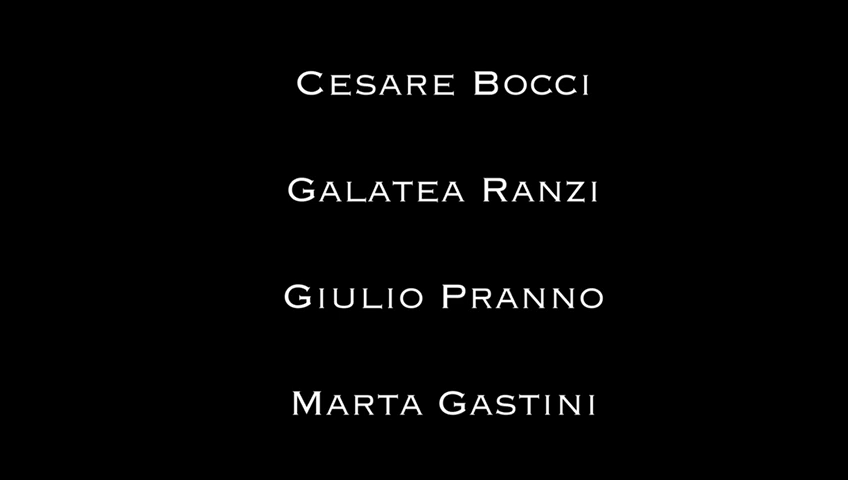 Cesare Bocci
Galatea Ranzi
Giulio Pranno
Marta Gastini